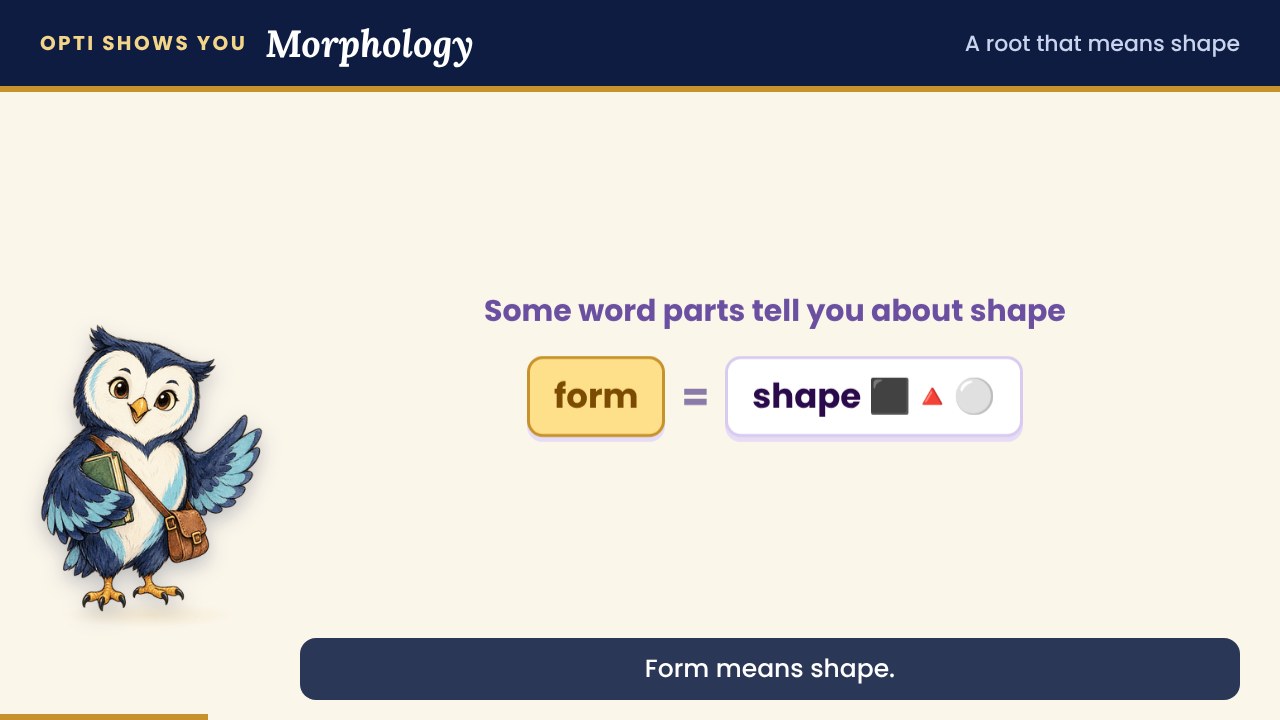 OPTI SHOWS YOU Morphology
A root that means shape
Some word parts tell you about shape
form = shape
Form means shape.